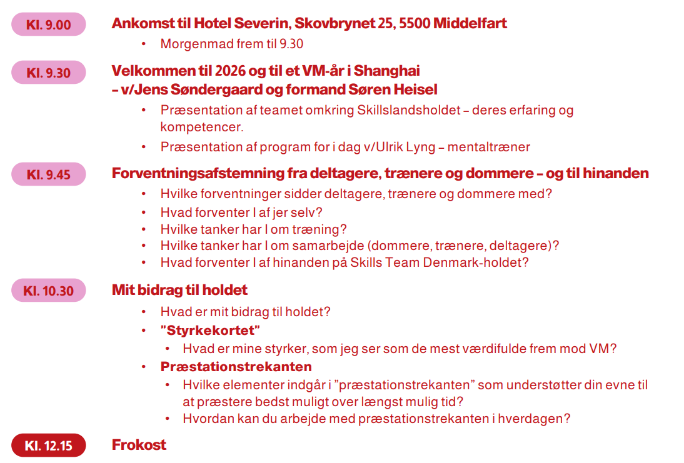 Kl. 9.00
Ankomst til Hotel Severin, Skovbrynet 25, 5500 Middelfart
• Morgenmad frem til 9.30
Kl. 9.30
Velkommen til 2026 og til et VM-år i Shanghai
– v/Jens Søndergaard og formand Søren Heisel
• Præsentation af teamet omkring Skillslandsholdet – deres erfaring og
kompetencer.
• Præsentation af program for i dag v/Ulrik Lyng – mentaltræner
Kl. 9.45
Forventningsafstemning fra deltagere, trænere og dommere – og til hinanden
• Hvilke forventninger sidder deltagere, trænere og dommere med?
• Hvad forventer I af jer selv?
• Hvilke tanker har I om træning?
• Hvilke tanker har I om samarbejde (dommere, trænere, deltagere)?
• Hvad forventer I af hinanden på Skills Team Denmark-holdet?
Kl. 10.30
Mit bidrag til holdet
• Hvad er mit bidrag til holdet?
• "Styrkekortet"
• Hvad er mine styrker, som jeg ser som de mest værdifulde frem mod VM?
• Præstationstrekanten
• Hvilke elementer indgår i "præstationstrekanten" som understøtter din evne til
at præstere bedst muligt over længst mulig tid?
• Hvordan kan du arbejde med præstationstrekanten i hverdagen?
Kl. 12.15
Frokost